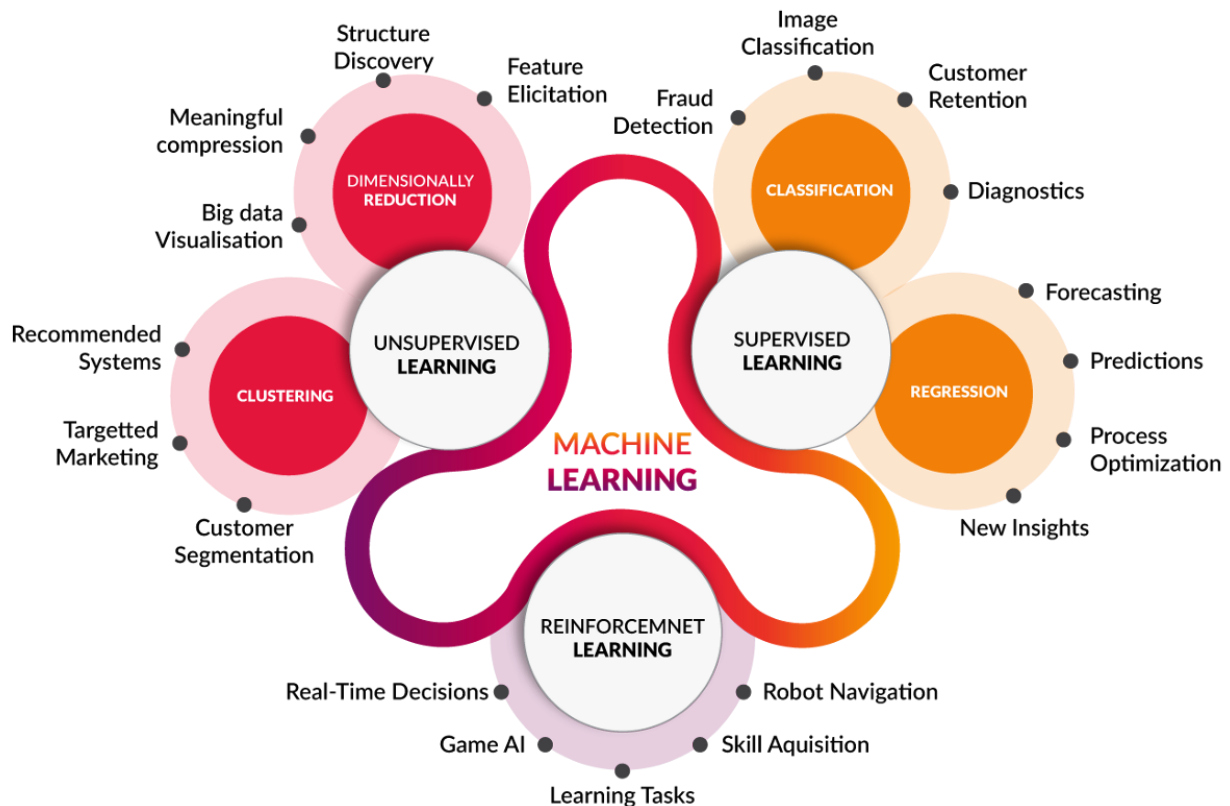 Structure
Discovery
Feature
Elicitation
Meaningful
compression
DIMENSIONALLY
REDUCTION
Big data
Visualisation
Image
Classification
Customer
Retention
Fraud
Detection
CLASSIFICATION
Diagnostics
UNSUPERVISED
LEARNING
Recommended
Systems
CLUSTERING
Targetted
Marketing
Customer
Segmentation
SUPERVISED
LEARNING
Forecasting
Predictions
REGRESSION
Process
Optimization
New Insights
MACHINE
LEARNING
REINFORCEMNET
LEARNING
Real-Time Decisions
Robot Navigation
Game AI
Skill Aquisition
Learning Tasks